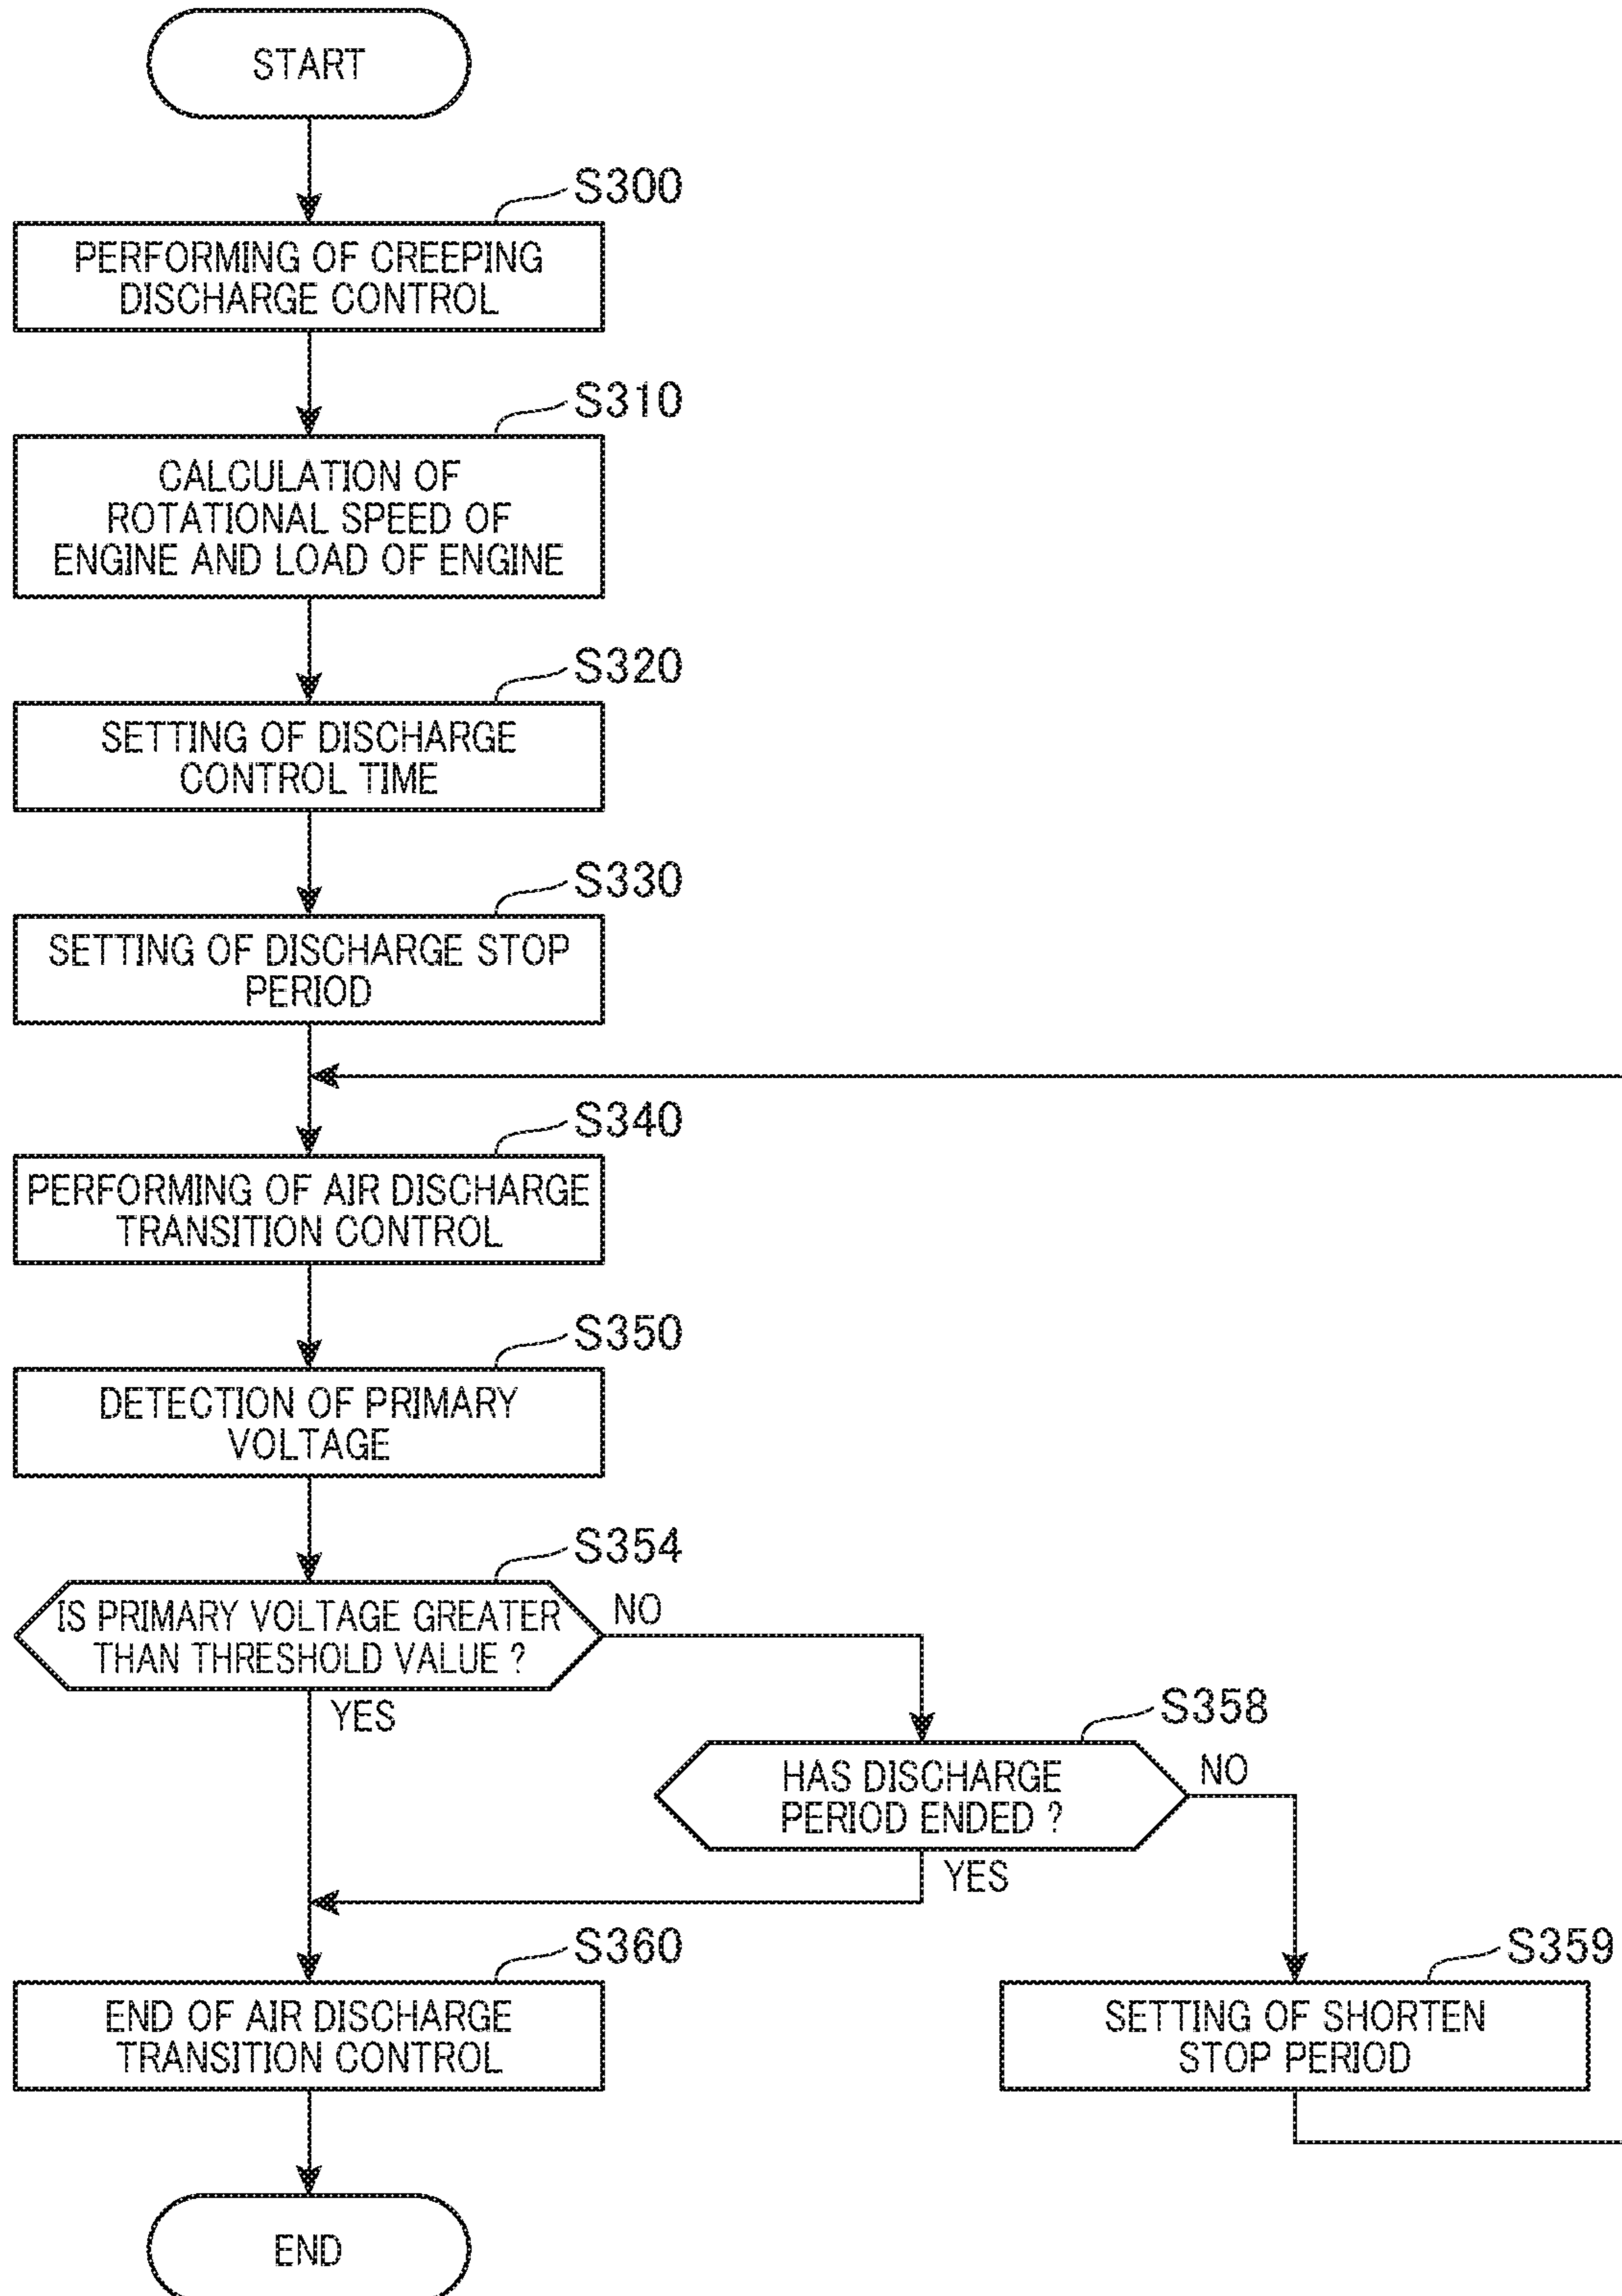 START
S300
PERFORMING OF CREEPING
DISCHARGE CONTROL
S310
CALCULATION OF
ROTATIONAL SPEED OF
ENGINE AND LOAD OF ENGINE
S320
SETTING OF DISCHARGE
CONTROL TIME
S330
SETTING OF DISCHARGE STOP
PERIOD
S340
PERFORMING OF AIR DISCHARGE
TRANSITION CONTROL
S350
DETECTION OF PRIMARY
VOLTAGE
S354
IS PRIMARY VOLTAGE GREATER
THAN THRESHOLD VALUE ?
NO
YES
S358
HAS DISCHARGE
PERIOD ENDED ?
NO
YES
S360
END OF AIR DISCHARGE
TRANSITION CONTROL
S359
SETTING OF SHORTEN
STOP PERIOD
END